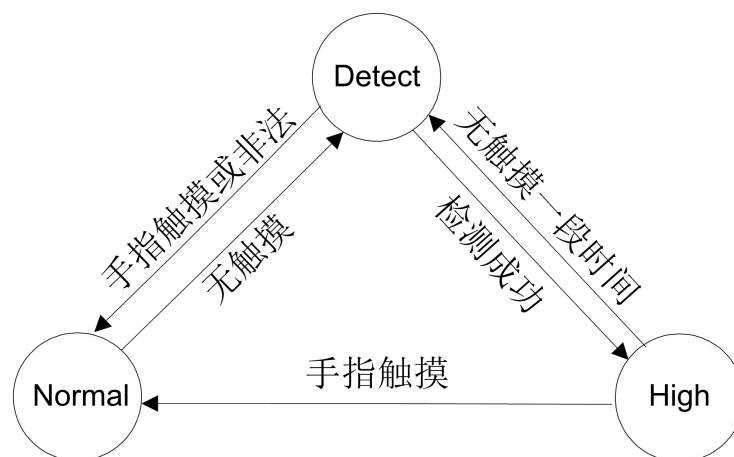 Detect
手指触摸或非法
无触摸
无触摸一段时间
检测成功
Normal
手指触摸
High